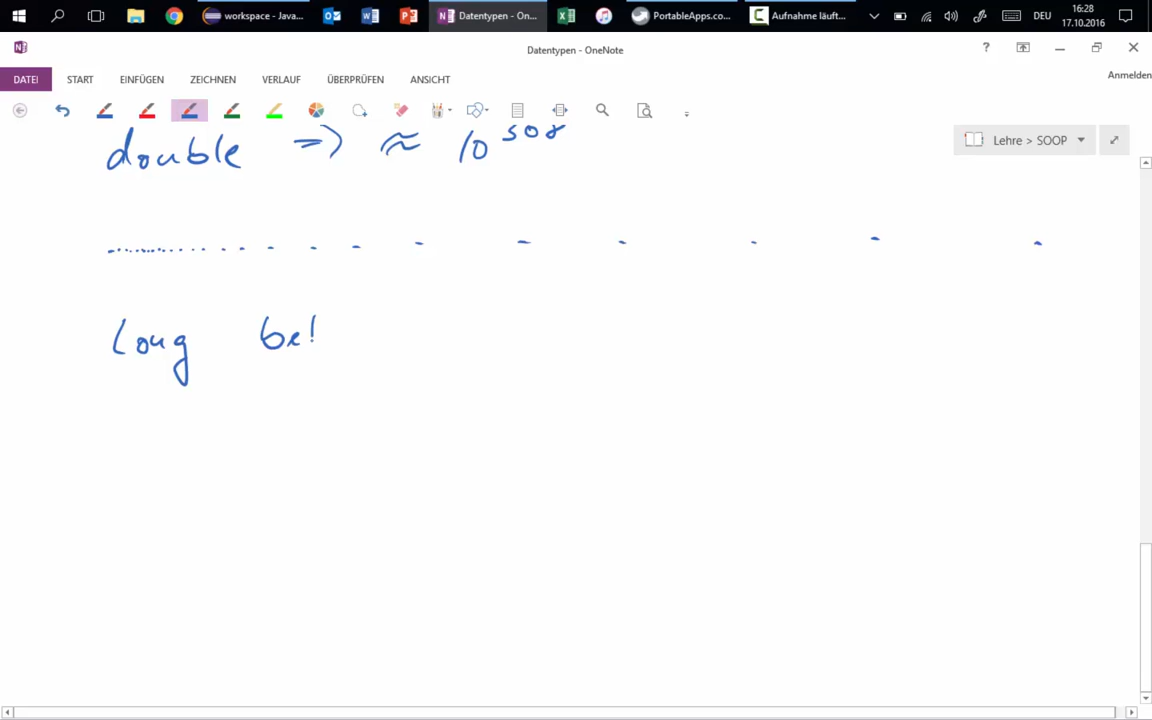 workspace - Java...
Datentypen - On...
PortableApps.co...
Aufnahme läuft...
DEU
16:28
17.10.2016
Datentypen - OneNote
?
DATEI
START
EINFÜGEN
ZEICHNEN
VERLAUF
ÜBERPRÜFEN
ANSICHT
Anmelden
Lehre > SOOP
double => ≈ 10^308
long bel